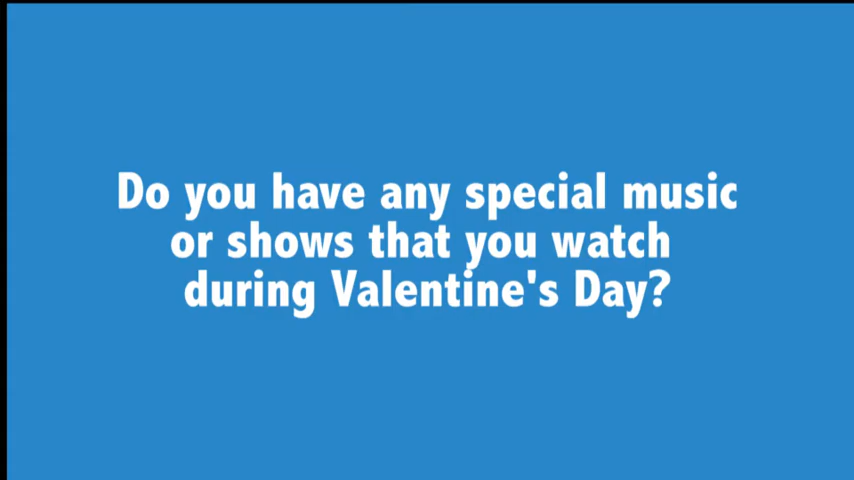 Do you have any special music
or shows that you watch
during Valentine's Day?